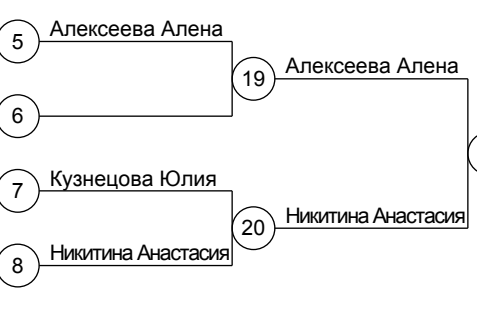 5 Алексеева Алена
19 Алексеева Алена
6
7 Кузнецова Юлия
20 Никитина Анастасия
8 Никитина Анастасия